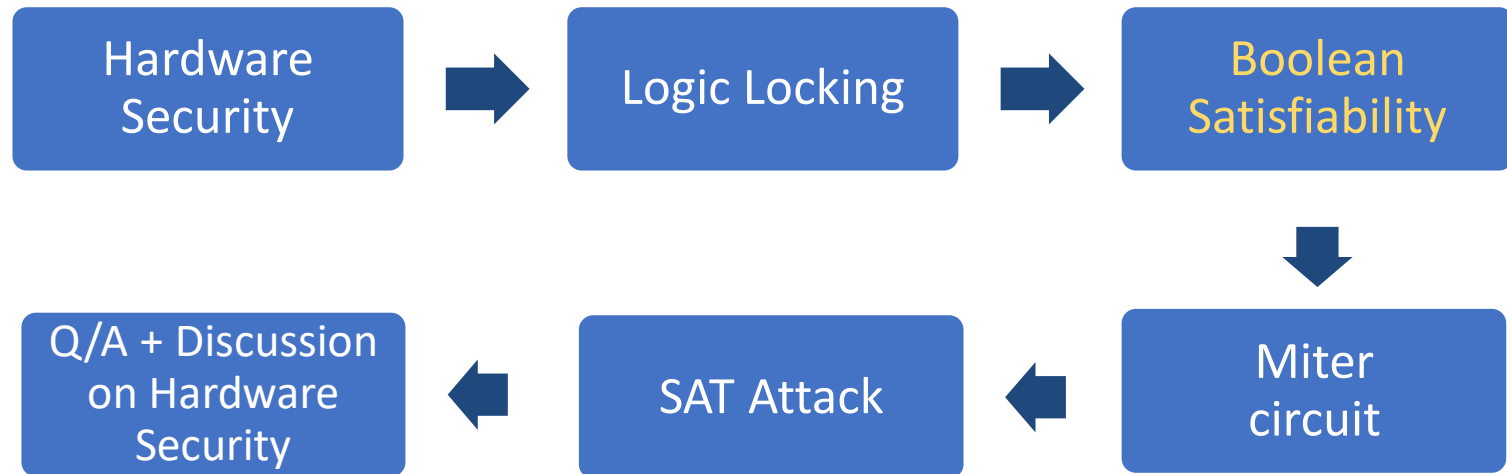 Hardware
Security
Logic Locking
Boolean
Satisfiability
Miter
circuit
SAT Attack
Q/A + Discussion
on Hardware
Security